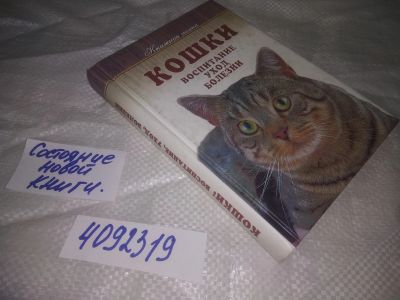 КОШКИ
ВОСПИТАНИЕ
УХОД
БОЛЕЗНИ
КОШКИ: ВОСПИТАНИЕ, УХОД, БОЛЕЗНИ
Состояние
новой
книги.
4092319